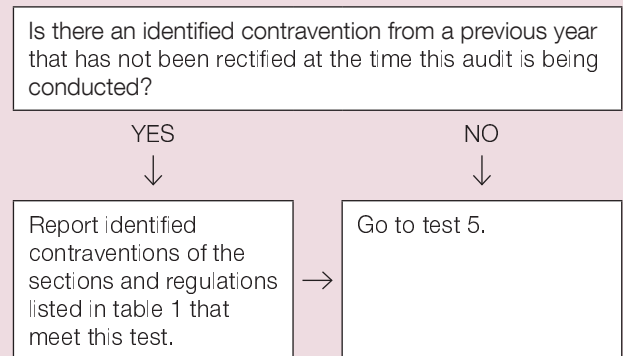 Is there an identified contravention from a previous year
that has not been rectified at the time this audit is being
conducted?
YES
NO
Report identified
contraventions of the
sections and regulations
listed in table 1 that
meet this test.
Go to test 5.